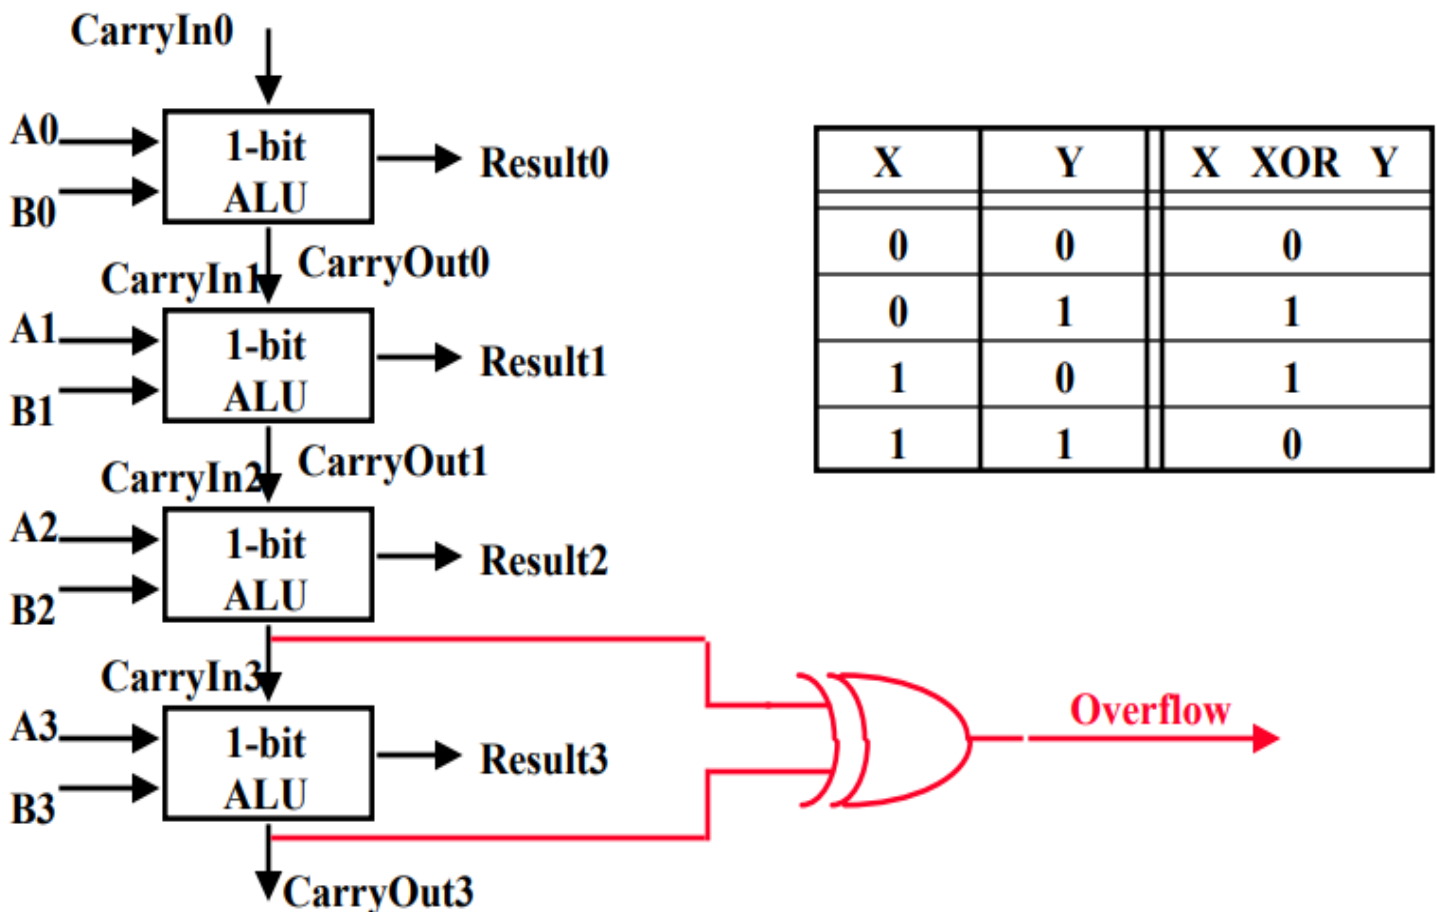 CarryIn0
A0
B0
1-bit
ALU
Result0
CarryIn1
CarryOut0
A1
B1
1-bit
ALU
Result1
CarryIn2
CarryOut1
A2
B2
1-bit
ALU
Result2
CarryIn3
A3
B3
1-bit
ALU
Result3
CarryOut3
Overflow
X Y X XOR Y
0 0 0
0 1 1
1 0 1
1 1 0